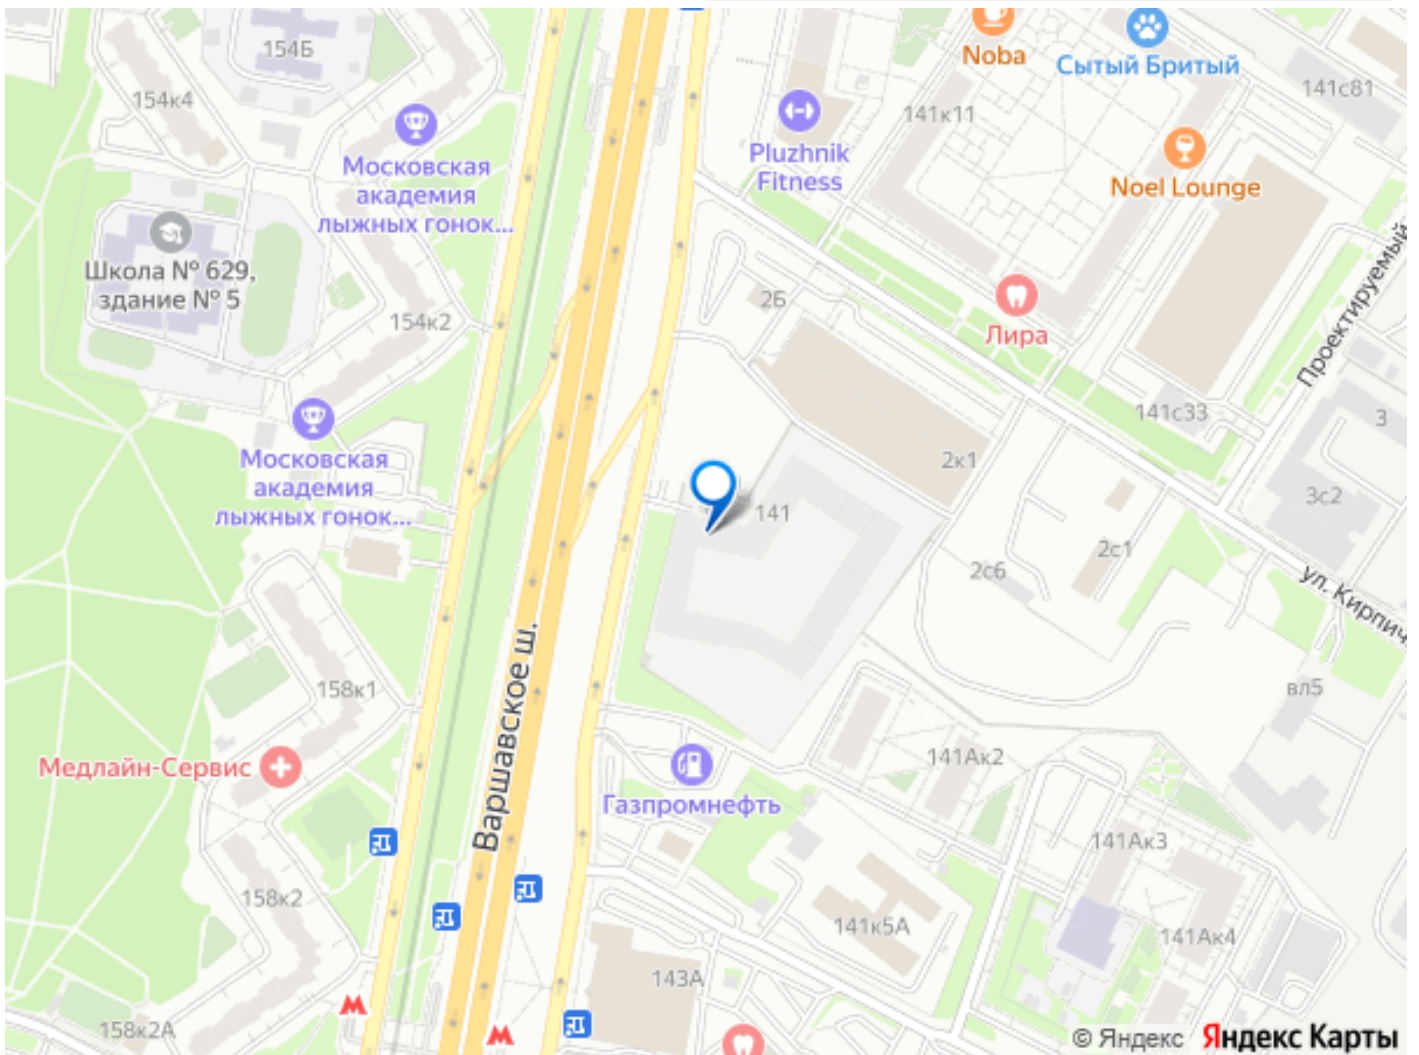 154Б
Noba
Сытый Бритый
154к4
141к11
141с81
Московская
академия
лыжных гонок...
Pluzhnik
Fitness
Noel Lounge
Школа № 629,
здание № 5
Проектируемый
2Б
154к2
Лира
141с33
3
Московская
академия
лыжных гонок...
2к1
3с2
141
2с1
2с6
ул. Кирпич
Варшавское ш.
158к1
вл5
Медлайн-Сервис
141Ак2
Газпромнефть
141Ак3
158к2
141к5А
141Ак4
143А
158к2А
© Яндекс Яндекс Карты